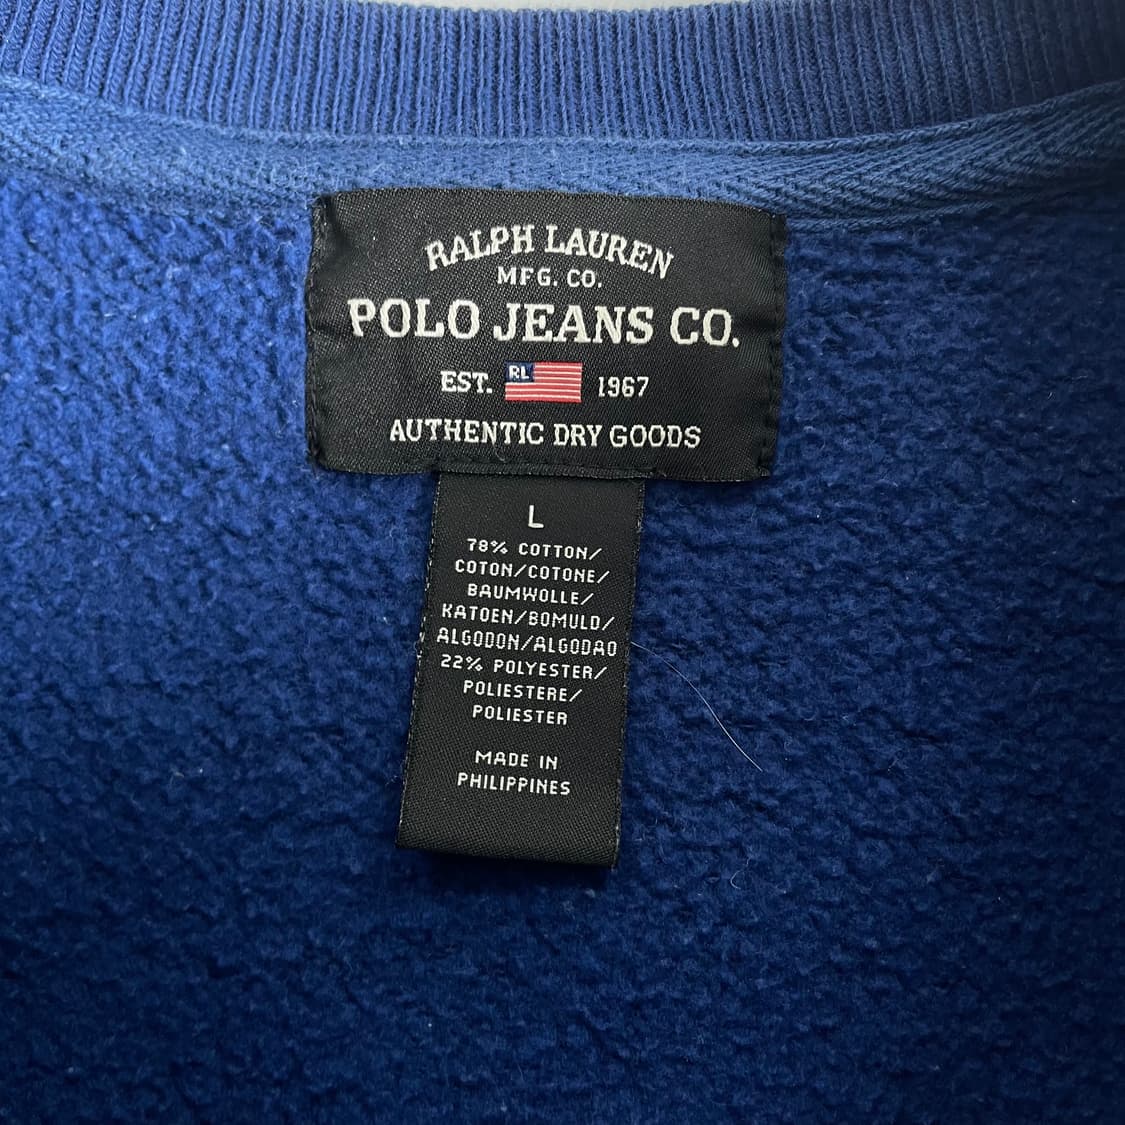 RALPH LAUREN
MFG. CO.
POLO JEANS CO.
EST. RL 1967
AUTHENTIC DRY GOODS
L
78% COTTON/
COTON/COTONE/
BAUMWOLLE/
KATOEN/BOMULD/
ALGODON/ALGODAO
22% POLYESTER/
POLIESTERE/
POLIESTER
MADE IN
PHILIPPINES